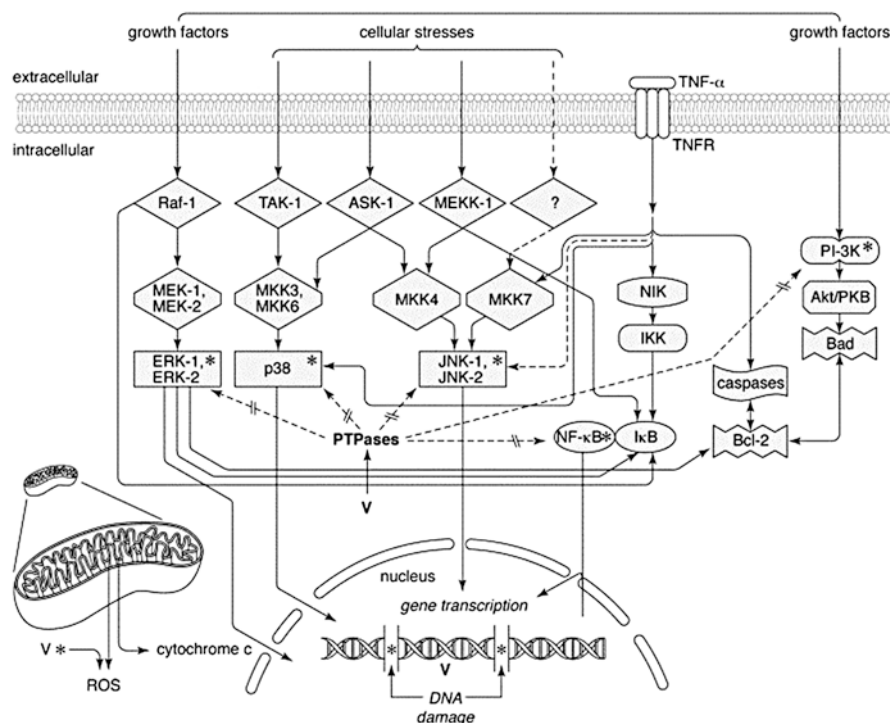 growth factors
cellular stresses
growth factors
extracellular
TNF-α
intracellular
TNFR
Raf-1
TAK-1
ASK-1
MEKK-1
?
PI-3K*
MEK-1,
MEK-2
MKK3,
MKK6
MKK4
MKK7
NIK
Akt/PKB
IKK
Bad
ERK-1,*
ERK-2
p38 *
JNK-1, *
JNK-2
caspases
PTPases
NF-κB*
IκB
Bcl-2
V
nucleus
gene transcription
V *
cytochrome c
ROS
* *
V
DNA
damage